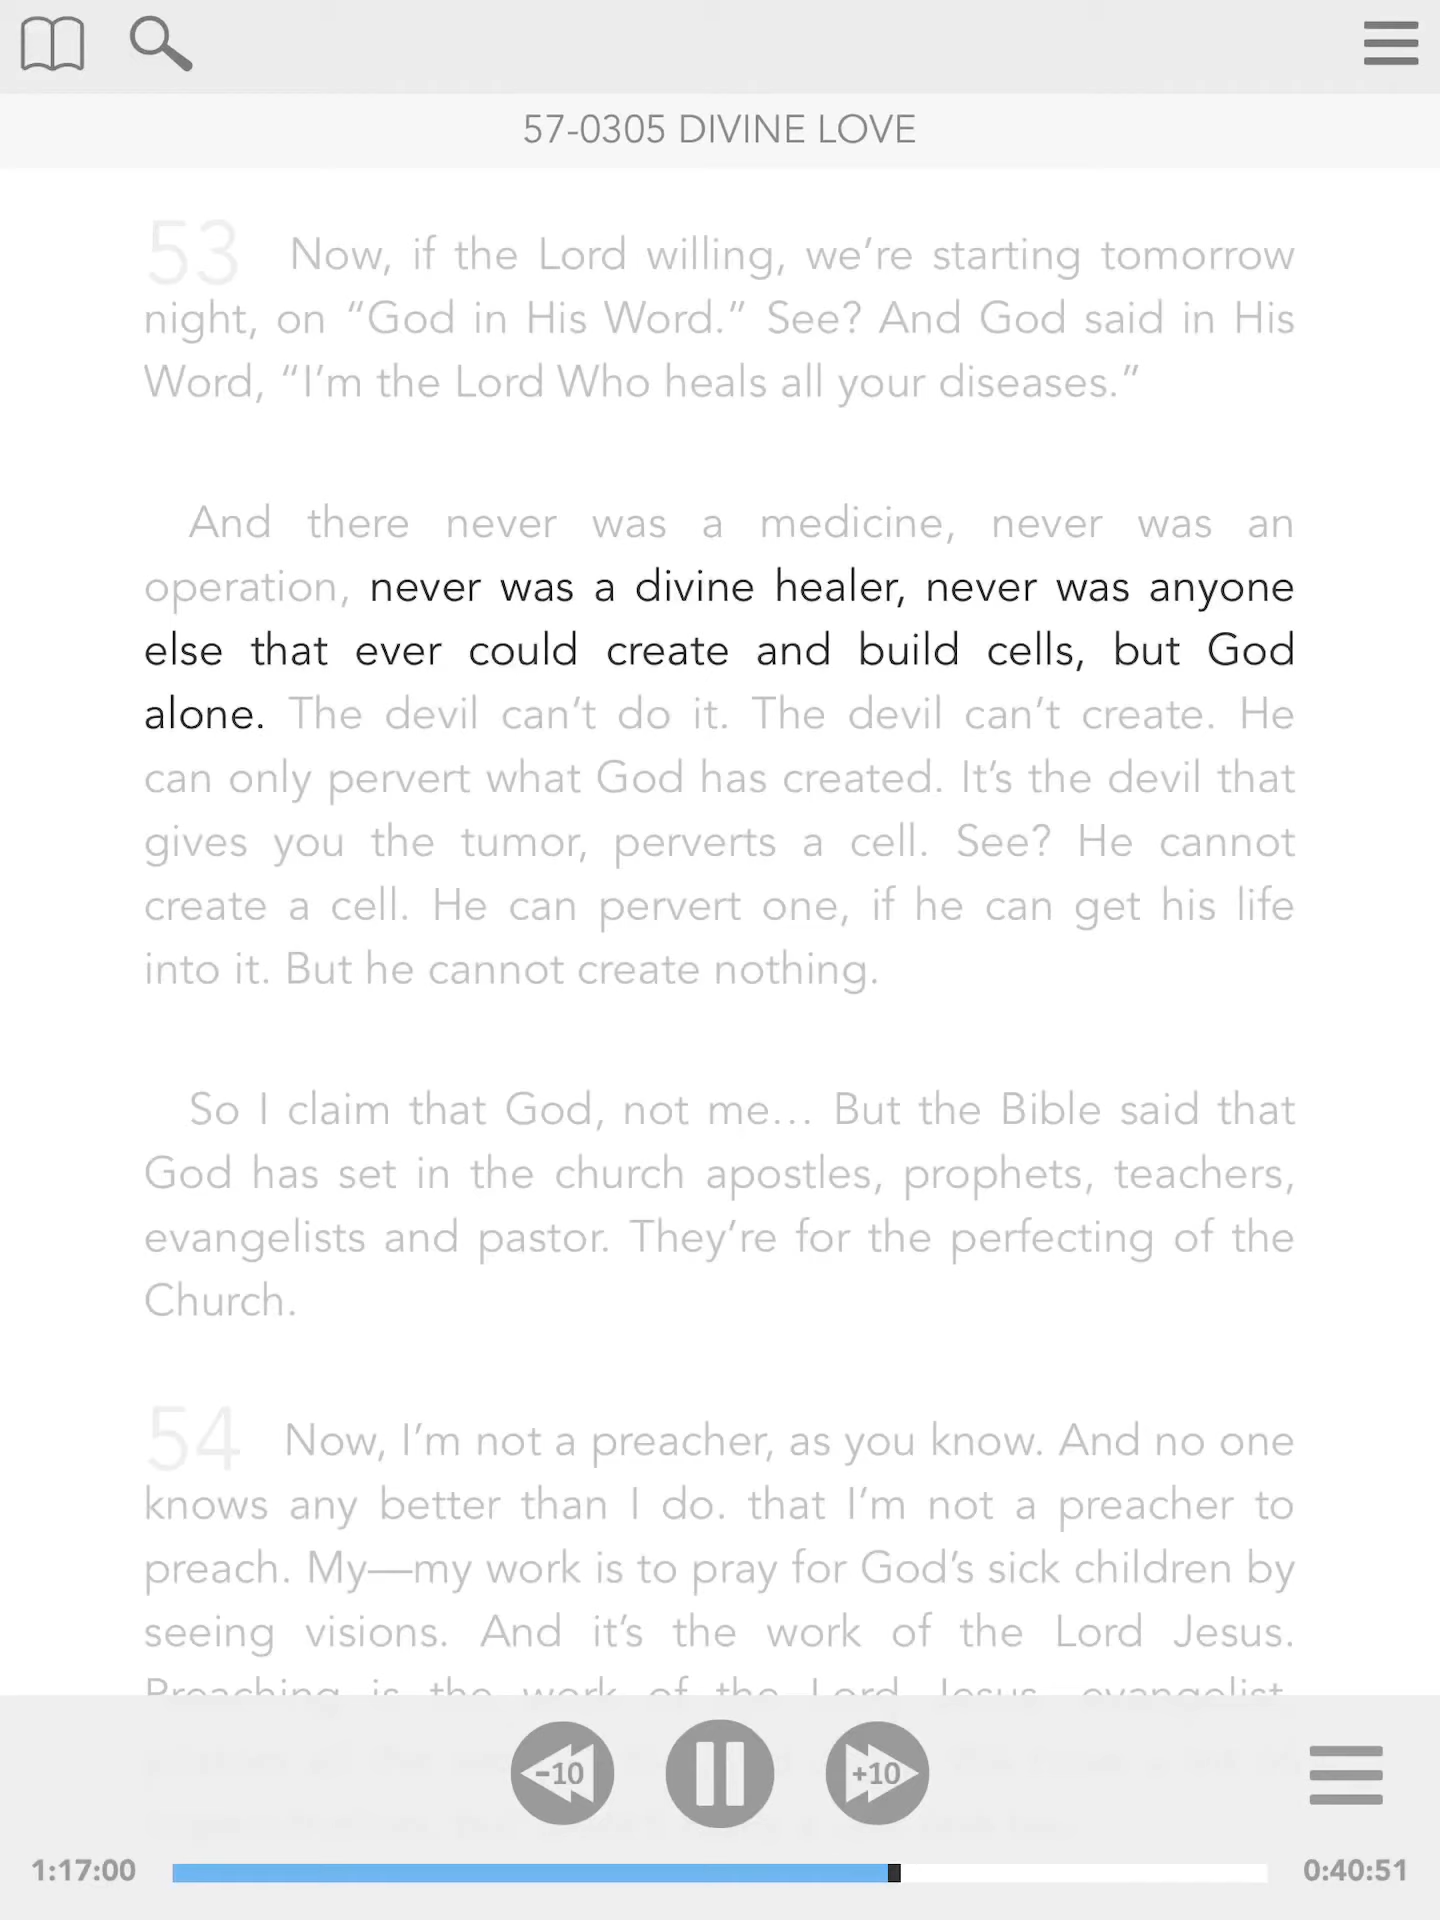 57-0305 DIVINE LOVE
53 Now, if the Lord willing, we’re starting tomorrow
night, on “God in His Word.” See? And God said in His
Word, “I’m the Lord Who heals all your diseases.”
And there never was a medicine, never was an
operation, never was a divine healer, never was anyone
else that ever could create and build cells, but God
alone. The devil can’t do it. The devil can’t create. He
can only pervert what God has created. It’s the devil that
gives you the tumor, perverts a cell. See? He cannot
create a cell. He can pervert one, if he can get his life
into it. But he cannot create nothing.
So I claim that God, not me… But the Bible said that
God has set in the church apostles, prophets, teachers,
evangelists and pastor. They’re for the perfecting of the
Church.
54 Now, I’m not a preacher, as you know. And no one
knows any better than I do. that I’m not a preacher to
preach. My—my work is to pray for God’s sick children by
seeing visions. And it’s the work of the Lord Jesus.
Preaching is the work of the Lord Jesus, evangelist,
-10 +10
1:17:00 0:40:51